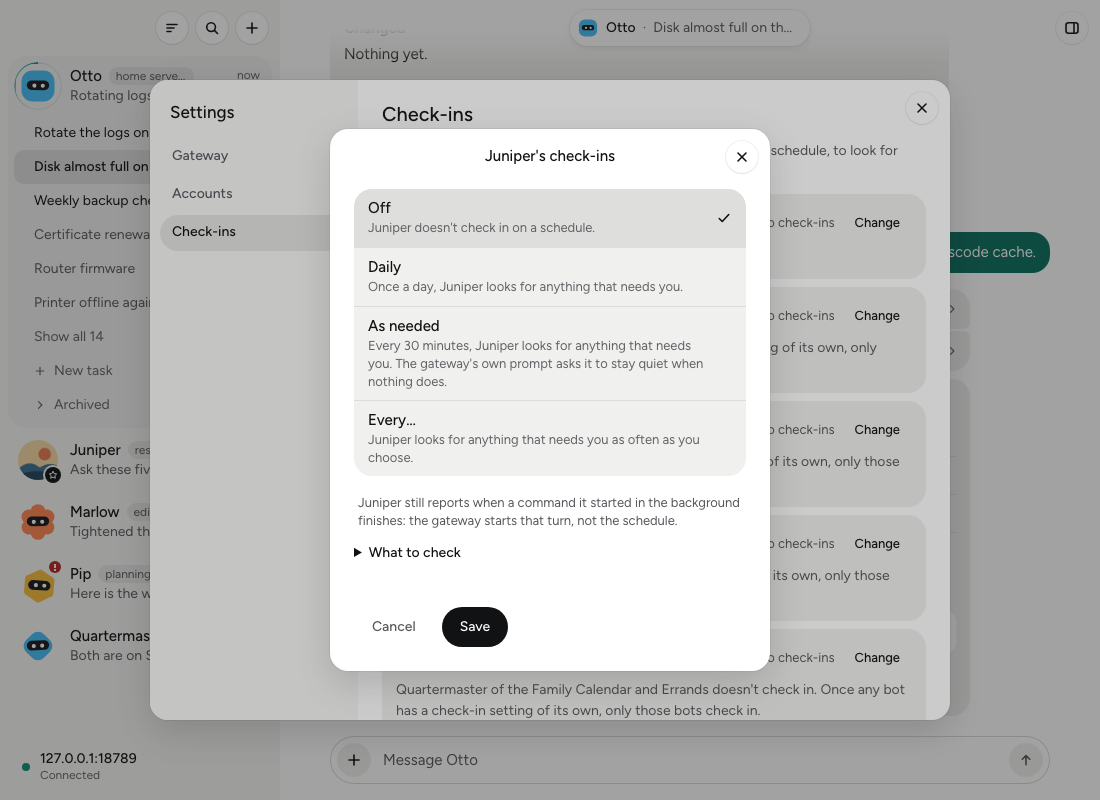 Otto · Disk almost full on th...
Nothing yet.
Otto home serve... now
Rotating logs
Rotate the logs on
Disk almost full on
Weekly backup che
Certificate renewa
Router firmware
Printer offline again
Show all 14
New task
Archived
Juniper res
Ask these fiv
Marlow edi
Tightened th
Pip planning
Here is the w
Quartermas
Both are on S
127.0.0.1:18789
Connected
Settings
Gateway
Accounts
Check-ins
Check-ins
schedule, to look for
o check-ins Change
scode cache.
o check-ins Change
g of its own, only
o check-ins Change
of its own, only those
o check-ins Change
its own, only those
o check-ins Change
Quartermaster of the Family Calendar and Errands doesn't check in. Once any bot
has a check-in setting of its own, only those bots check in.
Juniper's check-ins
Off
Juniper doesn't check in on a schedule.
Daily
Once a day, Juniper looks for anything that needs you.
As needed
Every 30 minutes, Juniper looks for anything that needs
you. The gateway's own prompt asks it to stay quiet when
nothing does.
Every...
Juniper looks for anything that needs you as often as you
choose.
Juniper still reports when a command it started in the background
finishes: the gateway starts that turn, not the schedule.
What to check
Cancel Save
Message Otto